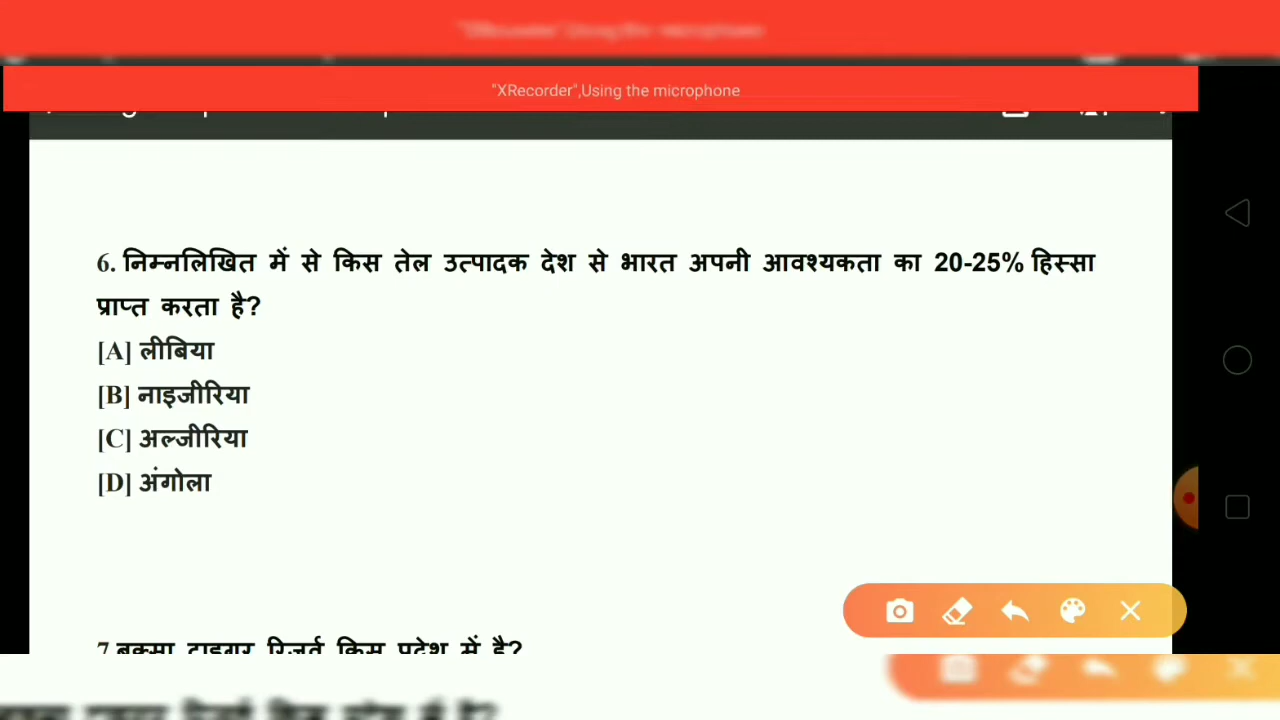 "XRecorder",Using the microphone
6. निम्नलिखित में से किस तेल उत्पादक देश से भारत अपनी आवश्यकता का 20-25% हिस्सा
प्राप्त करता है?
[A] लीबिया
[B] नाइजीरिया
[C] अल्जीरिया
[D] अंगोला
7 बक्सा टाइगर रिजर्व किस प्रदेश में है?